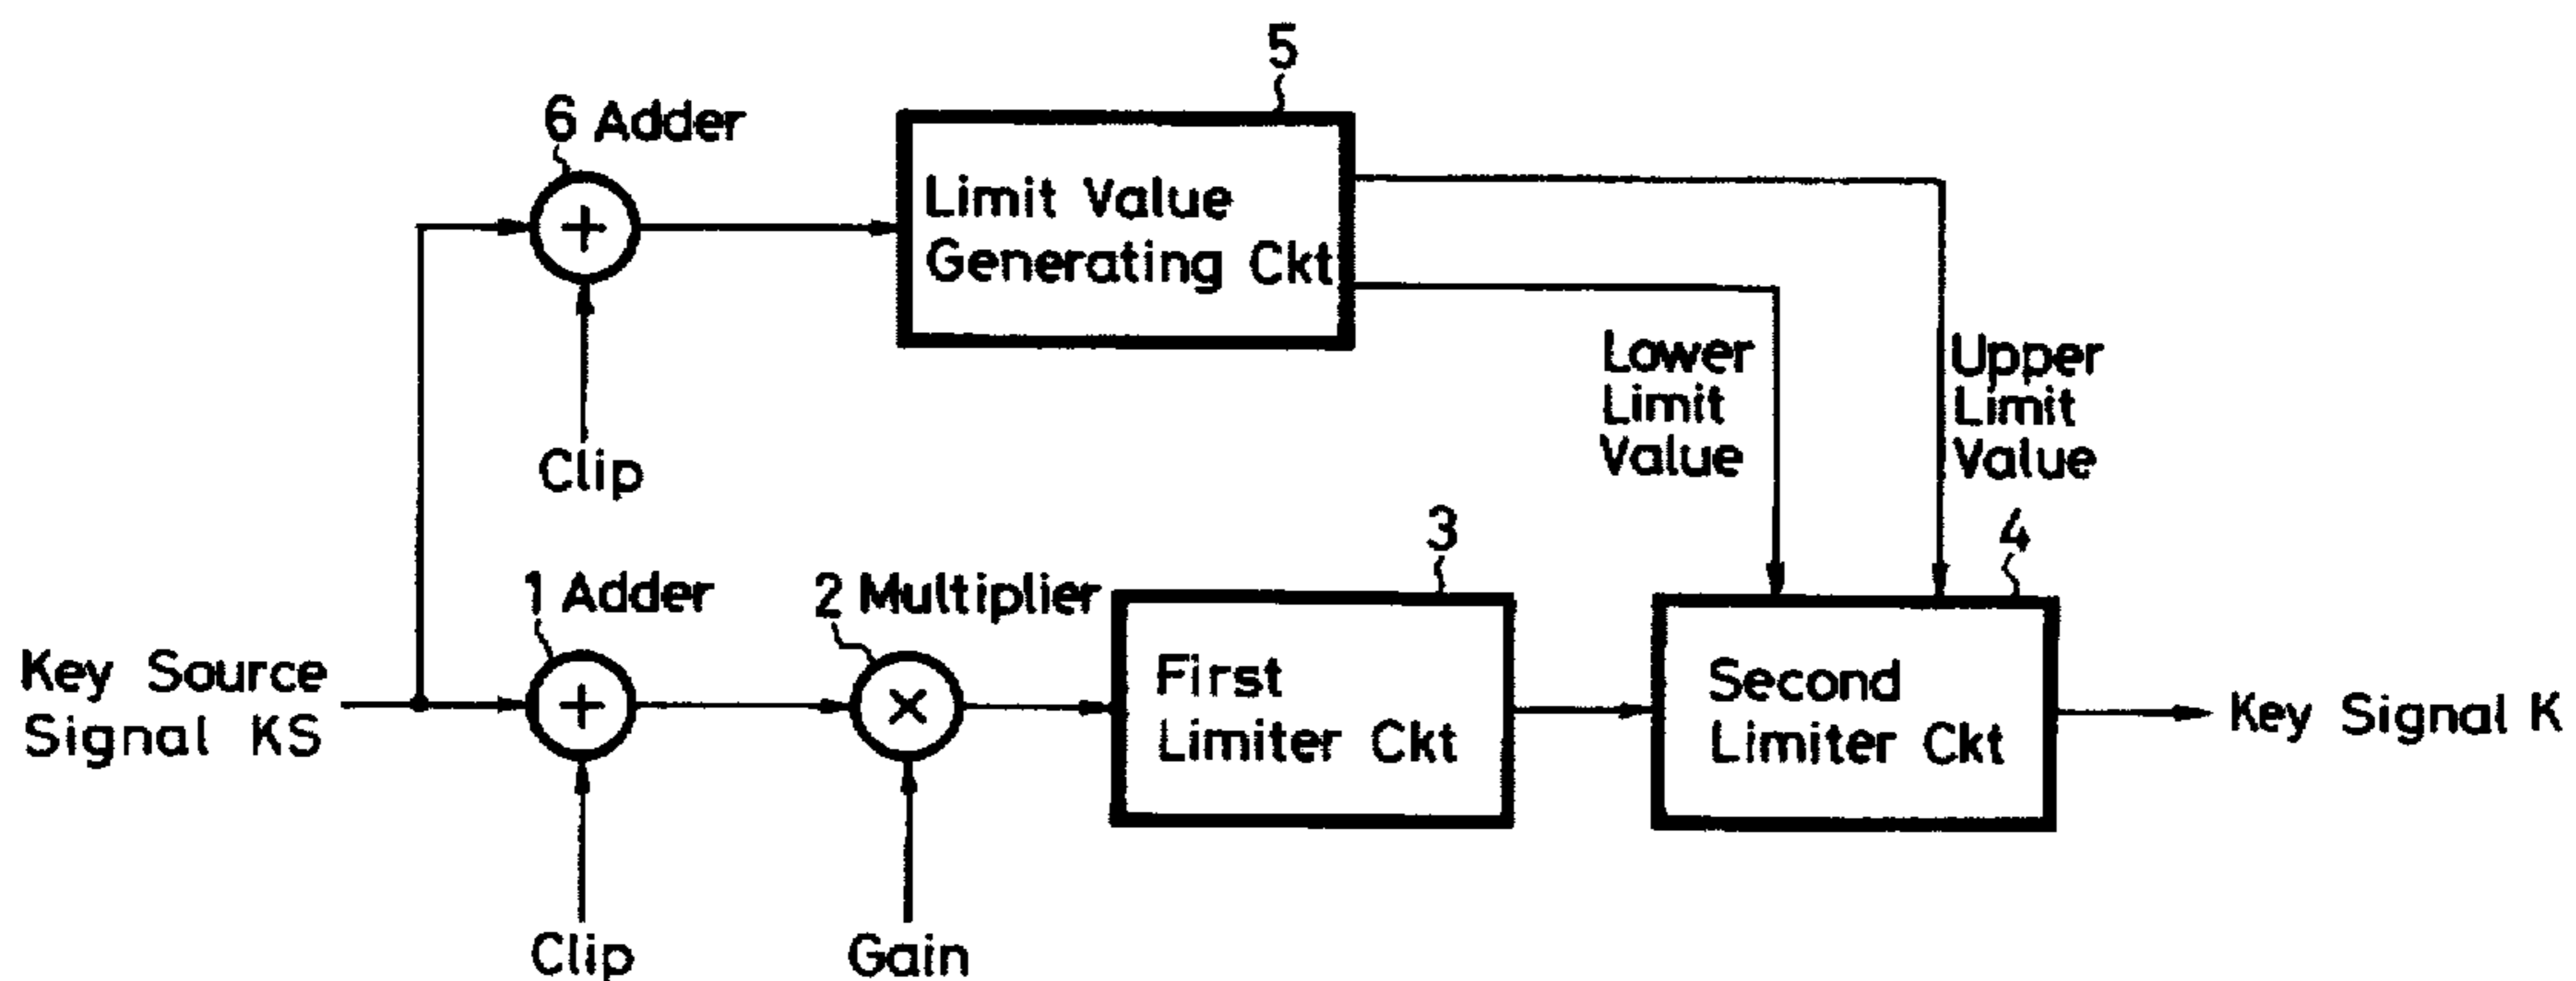 5
6 Adder
Limit Value
Generating Ckt
Clip
Lower
Limit
Value
Upper
Limit
Value
1 Adder
2 Multiplier
3
4
Key Source
Signal KS
First
Limiter Ckt
Second
Limiter Ckt
Key Signal K
Clip
Gain